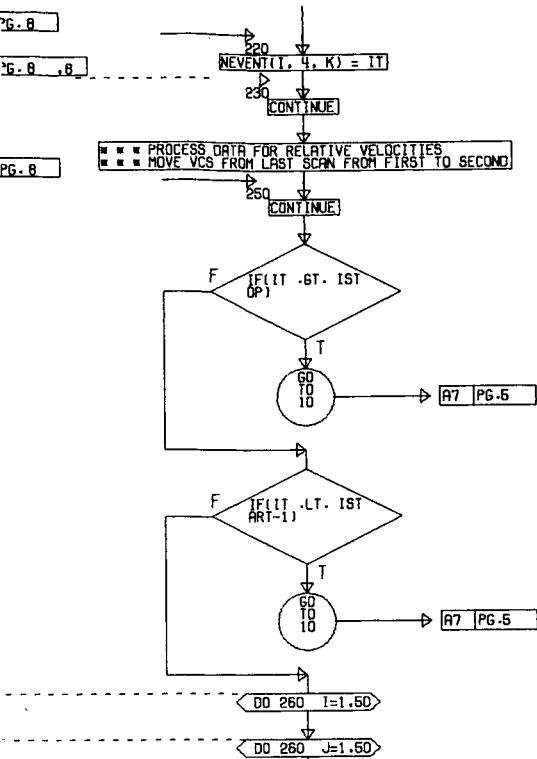 PG.8
220
NEVENT(I, 4, K) = IT
PG.8 ,8
230
CONTINUE
* * * PROCESS DATA FOR RELATIVE VELOCITIES
* * * MOVE VCS FROM LAST SCAN FROM FIRST TO SECOND
PG.8
250
CONTINUE
F
IF(IT .GT. IST
OP)
T
GO
TO
10
A7 PG.5
F
IF(IT .LT. IST
ART-1)
T
GO
TO
10
A7 PG.5
DO 260 I=1.50
DO 260 J=1.50